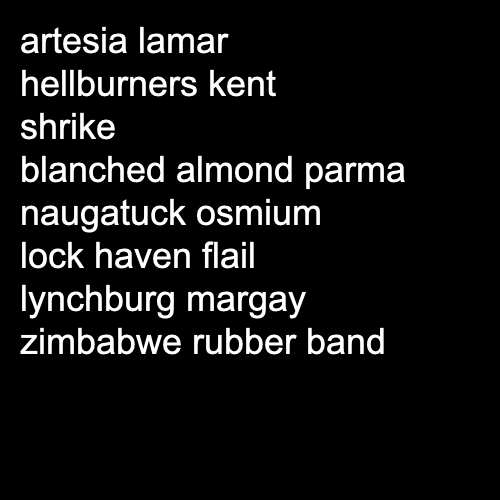 artesia lamar
hellburners kent
shrike
blanched almond parma
naugatuck osmium
lock haven flail
lynchburg margay
zimbabwe rubber band